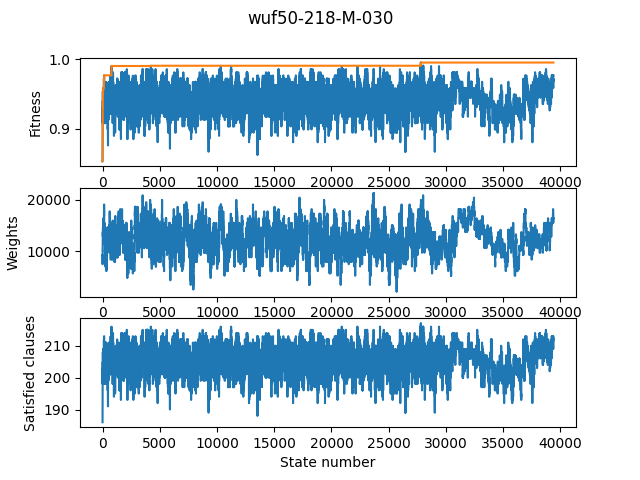 wuf50-218-M-030
1.0
0.9
Fitness
0 5000 10000 15000 20000 25000 30000 35000 40000
20000
10000
Weights
0 5000 10000 15000 20000 25000 30000 35000 40000
210
200
190
Satisfied clauses
0 5000 10000 15000 20000 25000 30000 35000 40000
State number